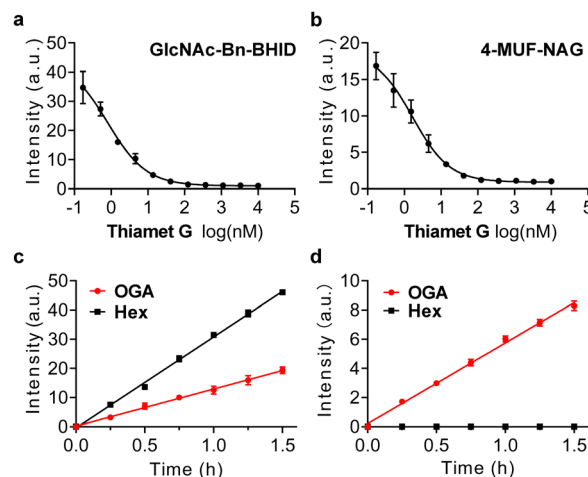 a
GlcNAc-Bn-BHID
Intensity (a.u.)
50
40
30
20
10
0
-1 0 1 2 3 4 5
Thiamet G log(nM)
b
4-MUF-NAG
Intensity (a.u.)
20
15
10
5
0
-1 0 1 2 3 4 5
Thiamet G log(nM)
c
OGA
Hex
Intensity (a.u.)
50
40
30
20
10
0
0.0 0.5 1.0 1.5
Time (h)
d
OGA
Hex
Intensity (a.u.)
10
8
6
4
2
0
0.0 0.5 1.0 1.5
Time (h)